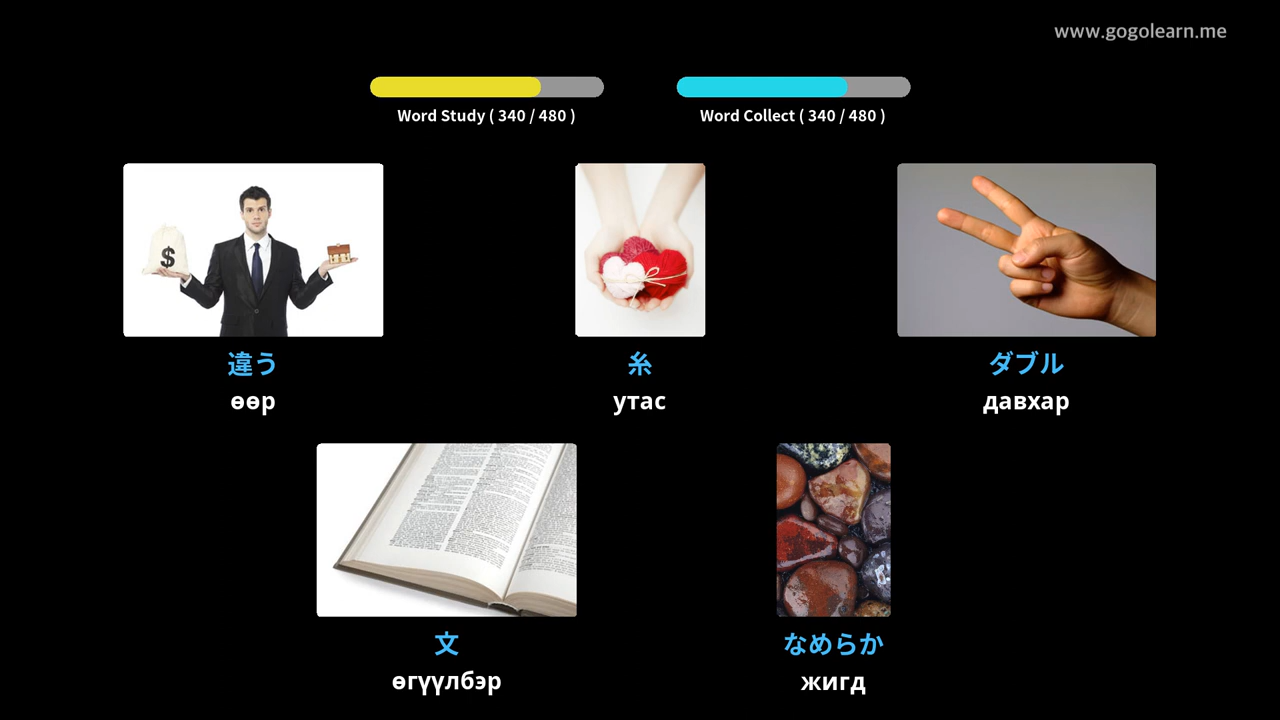 www.gogolearn.me
Word Study ( 340 / 480 )
Word Collect ( 340 / 480 )
$
違う
өөр
糸
утас
ダブル
давхар
文
өгүүлбэр
なめらか
жигд